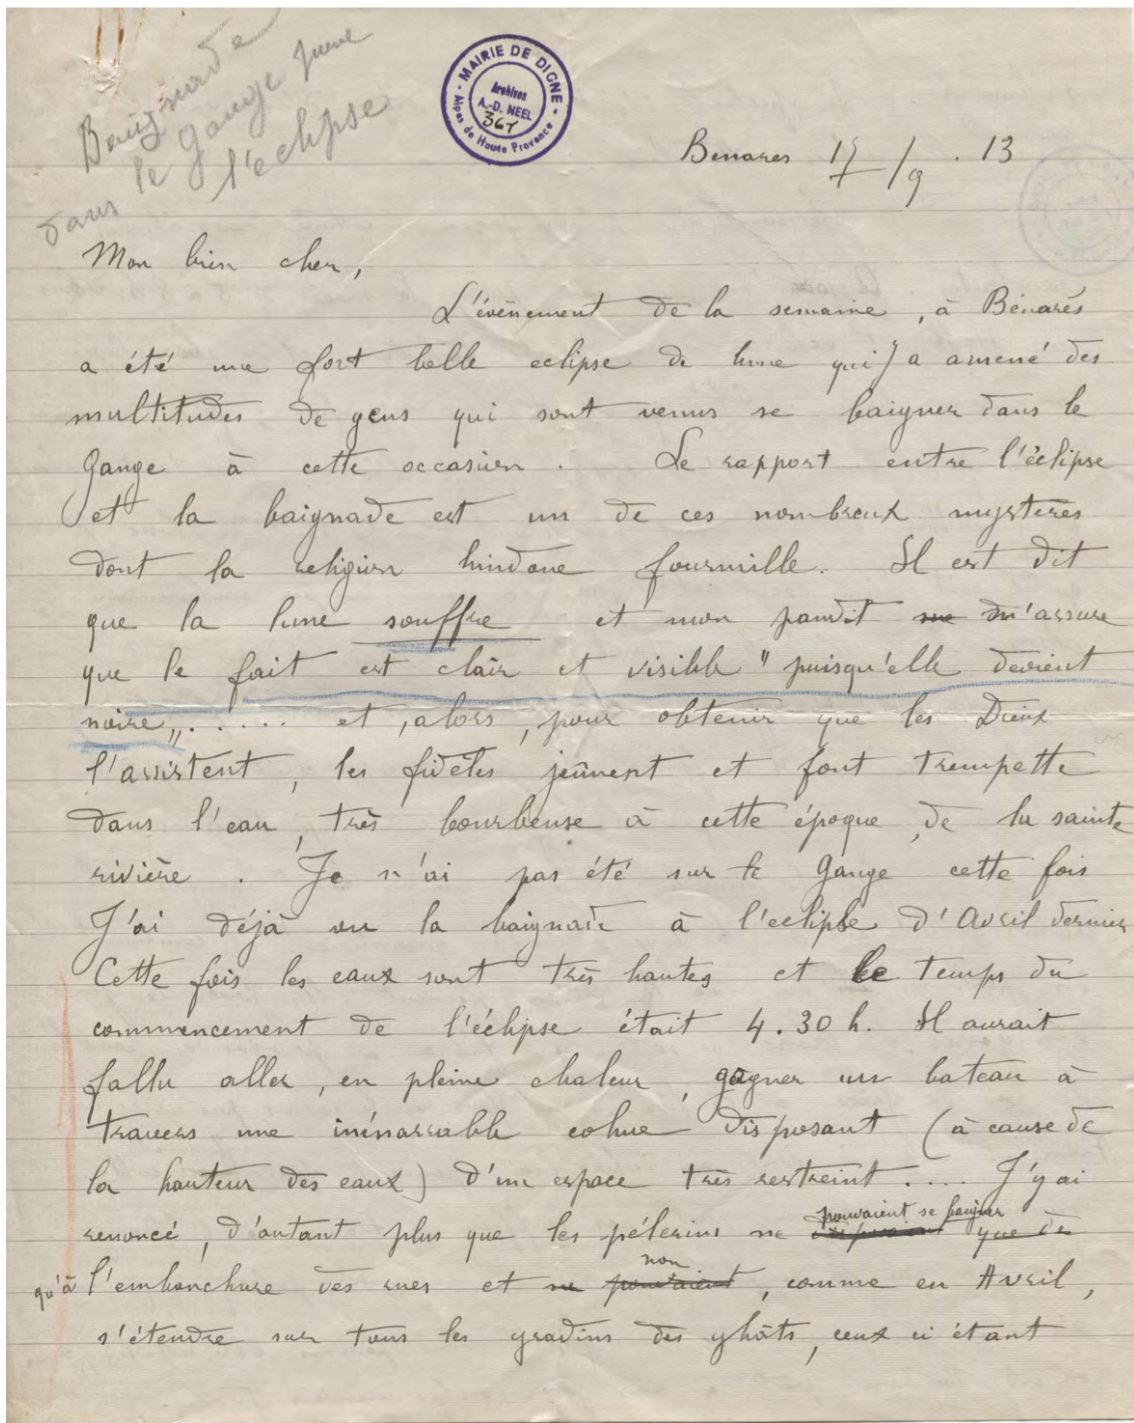 Baignade
dans le Gange
l'éclipse
MAIRIE DE DIGNE
Archives
A.-D. NEEL
367
Alpes de Haute Provence
Benares 17/9.13
Mon bien cher,
L'évènement de la semaine, à Bénarès
a été une fort belle eclipse de lune qui a amené des
multitudes de gens qui sont venus se baigner dans le
Gange à cette occasion. Le rapport entre l'éclipse
et la baignade est un de ces nombreux mystères
dont la religion hindoue fourmille. Il est dit
que la lune souffre et mon pandit me m'assure
que le fait est clair et visible "puisqu'elle devient
noire"..... et, alors, pour obtenir que les Dieux
l'assistent, les fidèles jeûnent et font trempette
dans l'eau, très bourbeuse à cette époque, de la sainte
rivière. Je n'ai pas été sur le Gange cette fois
J'ai déjà vu la baignade à l'eclipse d'Avril dernier
Cette fois les eaux sont très hautes et le temps du
commencement de l'éclipse était 4.30 h. Il aurait
fallu aller, en pleine chaleur, gagner un bateau à
travers une inénarrable cohue disposant (à cause de
la hauteur des eaux) d'un espace très restreint.... J'y ai
pouvaient se baigner
renoncé, d'autant plus que les pélerins ne disposent que de
non
qu'à l'embouchure des rues et ne pouvaient, comme en Avril,
s'étendre sur tous les gradins des ghâts, ceux ci étant